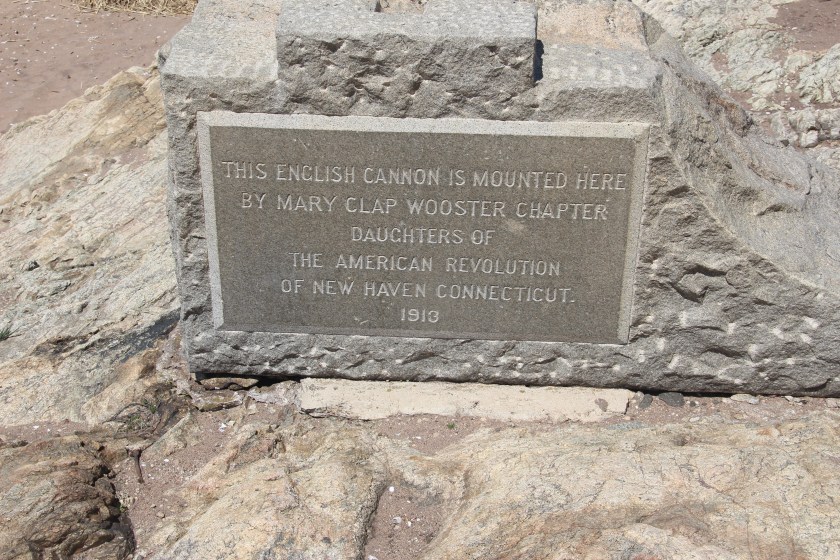 THIS ENGLISH CANNON IS MOUNTED HERE
BY MARY CLAP WOOSTER CHAPTER
DAUGHTERS OF
THE AMERICAN REVOLUTION
OF NEW HAVEN CONNECTICUT.
1913